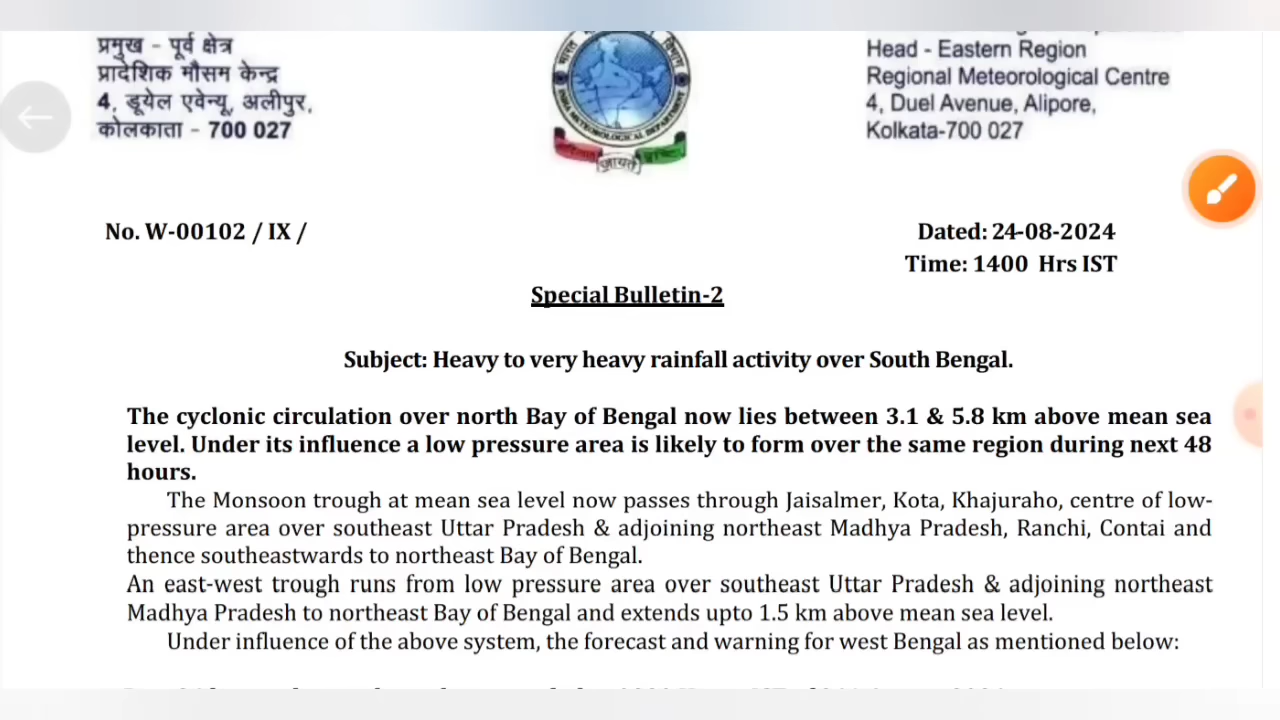 प्रमुख - पूर्व क्षेत्र
प्रादेशिक मौसम केन्द्र
4, डूयेल एवेन्यू, अलीपुर,
कोलकाता - 700 027
INDIA METEOROLOGICAL DEPARTMENT
Head - Eastern Region
Regional Meteorological Centre
4, Duel Avenue, Alipore,
Kolkata-700 027
No. W-00102 / IX /
Dated: 24-08-2024
Time: 1400 Hrs IST
Special Bulletin-2
Subject: Heavy to very heavy rainfall activity over South Bengal.
The cyclonic circulation over north Bay of Bengal now lies between 3.1 & 5.8 km above mean sea
level. Under its influence a low pressure area is likely to form over the same region during next 48
hours.
The Monsoon trough at mean sea level now passes through Jaisalmer, Kota, Khajuraho, centre of low-
pressure area over southeast Uttar Pradesh & adjoining northeast Madhya Pradesh, Ranchi, Contai and
thence southeastwards to northeast Bay of Bengal.
An east-west trough runs from low pressure area over southeast Uttar Pradesh & adjoining northeast
Madhya Pradesh to northeast Bay of Bengal and extends upto 1.5 km above mean sea level.
Under influence of the above system, the forecast and warning for west Bengal as mentioned below: